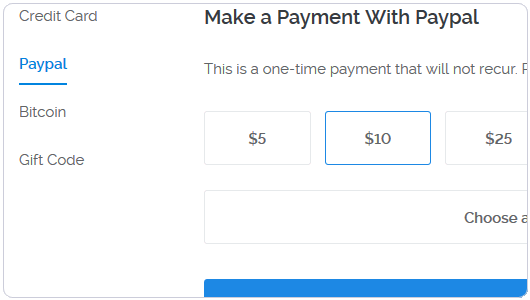 Credit Card
Paypal
Bitcoin
Gift Code
Make a Payment With Paypal
This is a one-time payment that will not recur.
$5
$10
$25
Choose